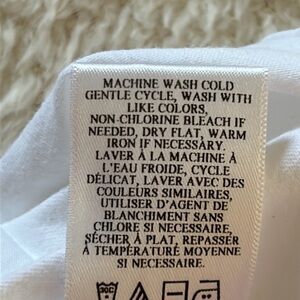 MACHINE WASH COLD
GENTLE CYCLE, WASH WITH
LIKE COLORS,
NON-CHLORINE BLEACH IF
NEEDED, DRY FLAT, WARM
IRON IF NECESSARY.
LAVER À LA MACHINE À
L'EAU FROIDE, CYCLE
DÉLICAT, LAVER AVEC DES
COULEURS SIMILAIRES,
UTILISER D'AGENT DE
BLANCHIMENT SANS
CHLORE SI NECESSAIRE,
SÉCHER À PLAT, REPASSER
À TEMPÉRATURE MOYENNE
SI NECESSAIRE.
30C